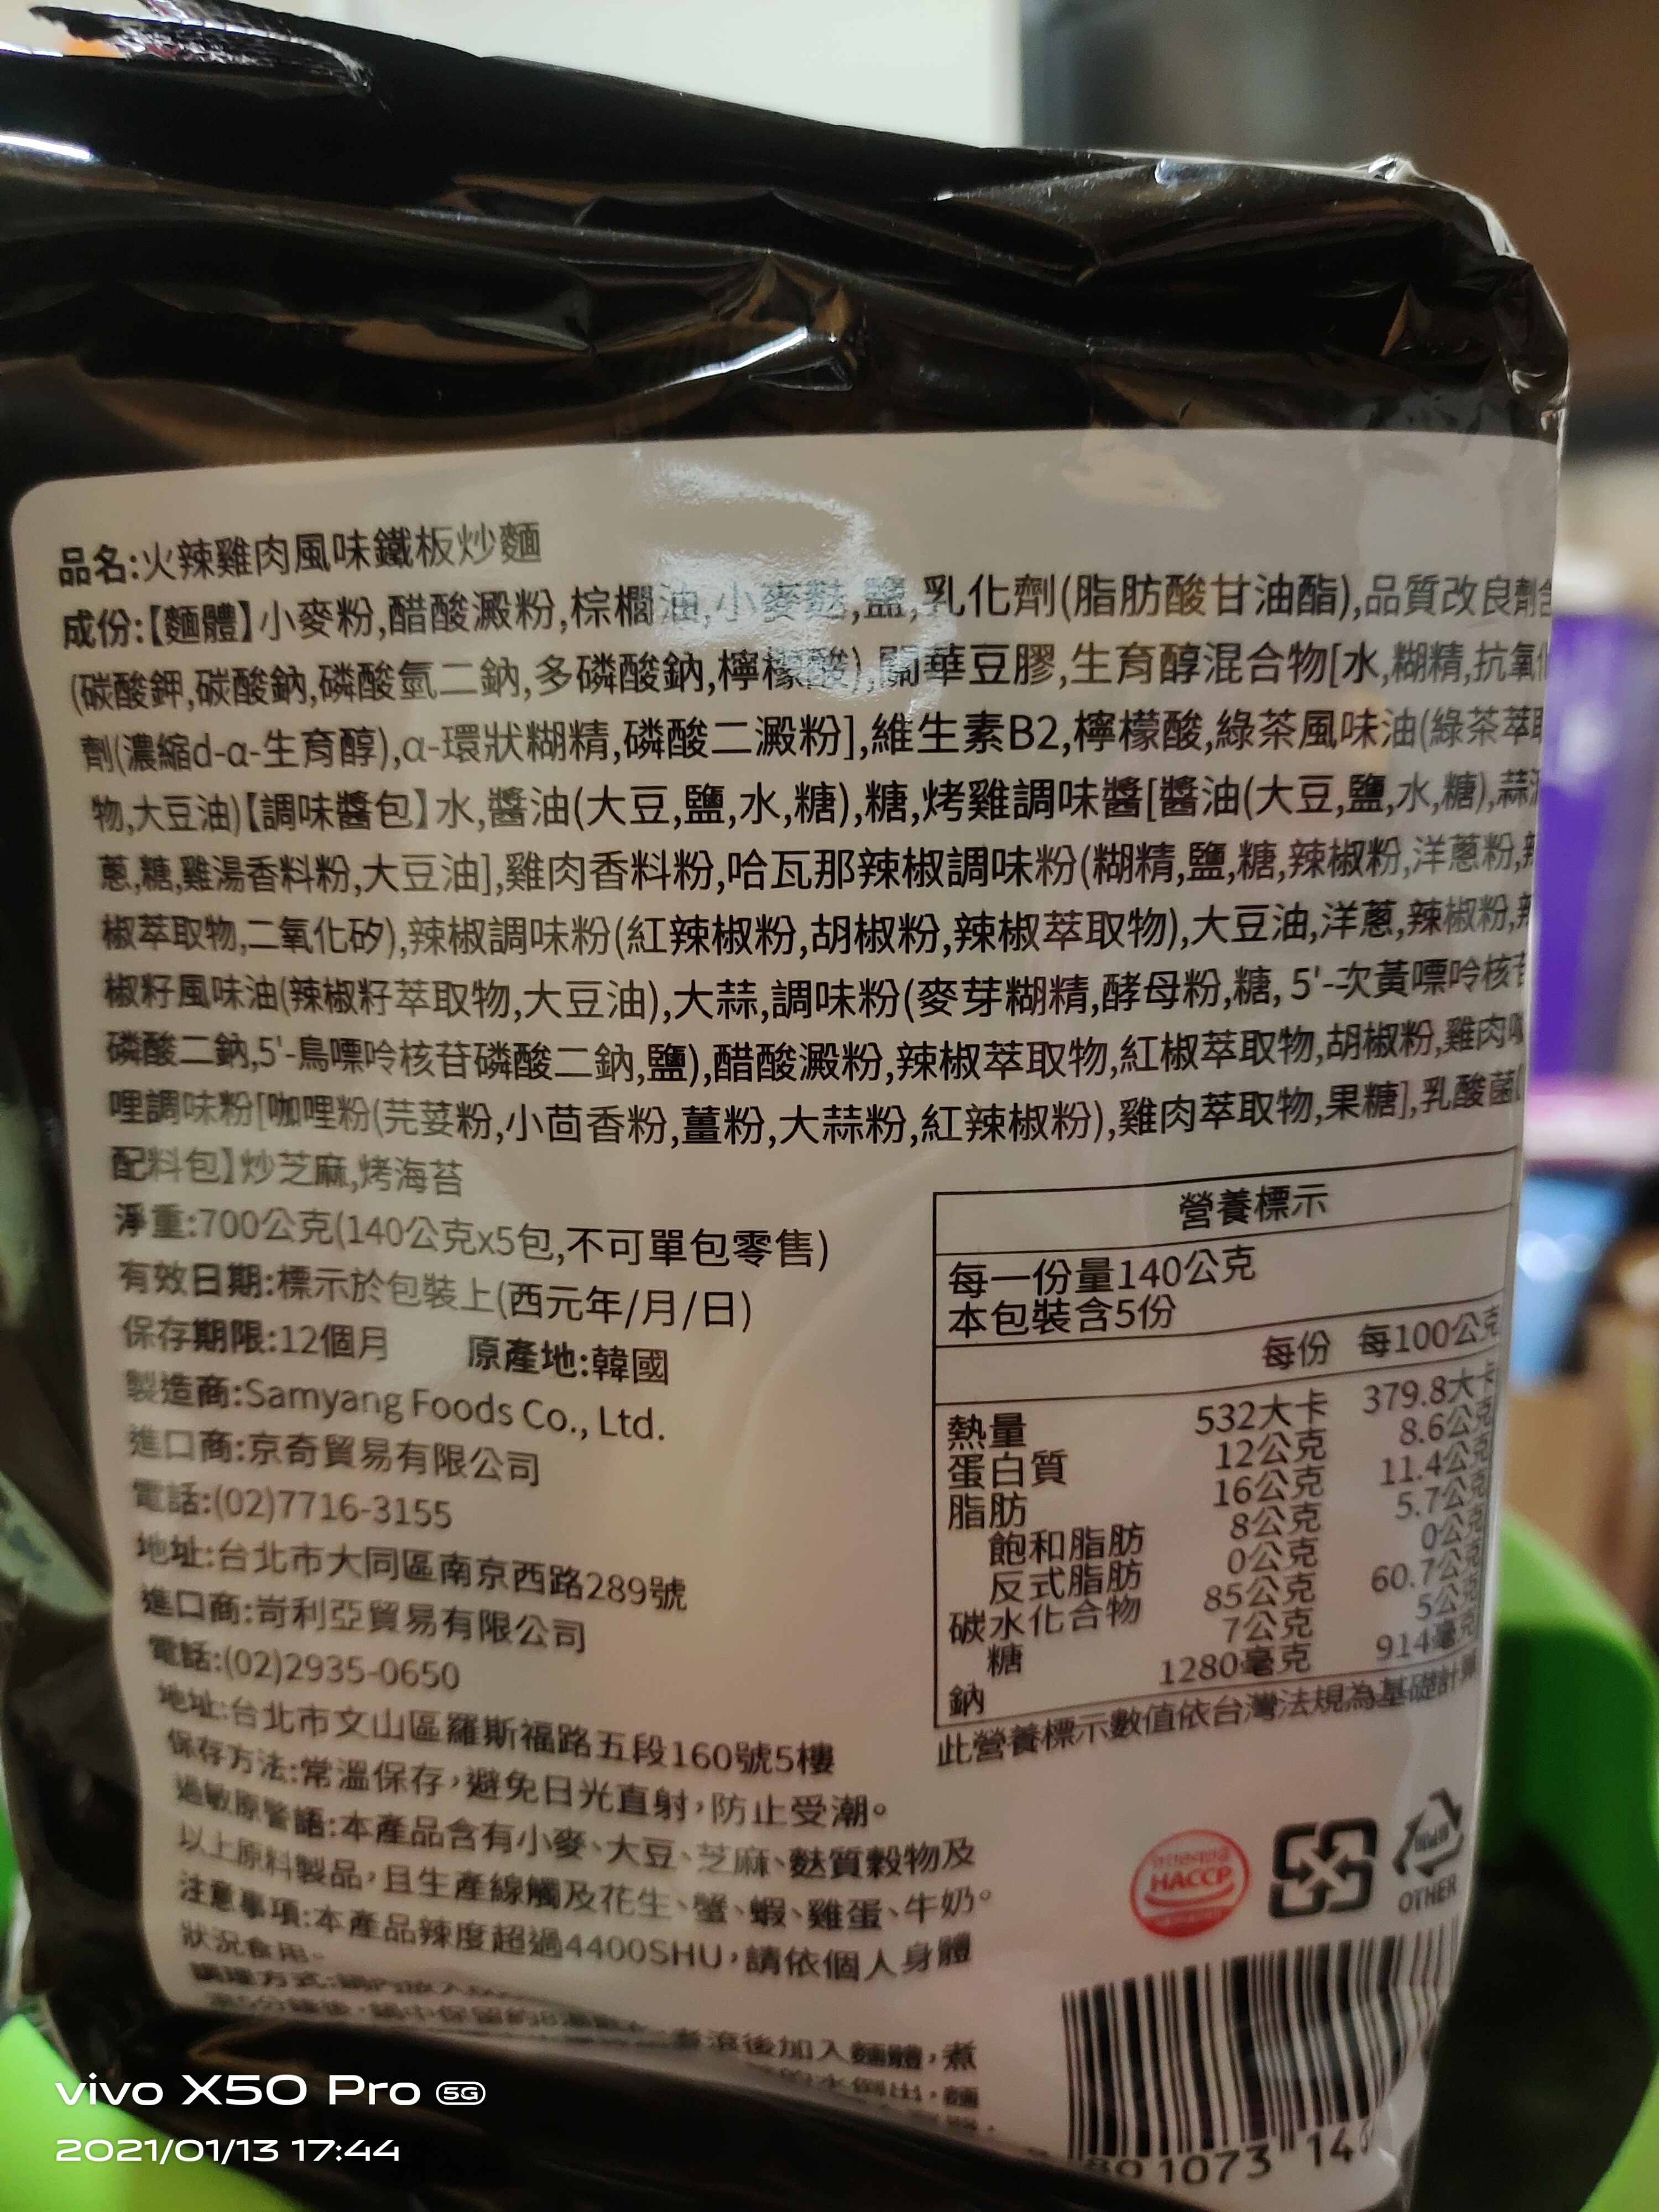 品名:火辣雞肉風味鐵板炒麵
成份:【麵體】小麥粉,醋酸澱粉,棕櫚油,小麥麩,鹽,乳化劑(脂肪酸甘油酯),品質改良劑
(碳酸鉀,碳酸鈉,磷酸氫二鈉,多磷酸鈉,檸檬酸),關華豆膠,生育醇混合物[水,糊精,抗氧
劑(濃縮d-α-生育醇),α-環狀糊精,磷酸二澱粉],維生素B2,檸檬酸,綠茶風味油(綠茶萃
物,大豆油)【調味醬包】水,醬油(大豆,鹽,水,糖),糖,烤雞調味醬[醬油(大豆,鹽,水,糖),蒜
蔥,糖,雞湯香料粉,大豆油],雞肉香料粉,哈瓦那辣椒調味粉(糊精,鹽,糖,辣椒粉,洋蔥粉,
椒萃取物,二氧化矽),辣椒調味粉(紅辣椒粉,胡椒粉,辣椒萃取物),大豆油,洋蔥,辣椒粉,
椒籽風味油(辣椒籽萃取物,大豆油),大蒜,調味粉(麥芽糊精,酵母粉,糖, 5'-次黃嘌呤核苷
磷酸二鈉,5'-鳥嘌呤核苷磷酸二鈉,鹽),醋酸澱粉,辣椒萃取物,紅椒萃取物,胡椒粉,雞肉
哩調味粉[咖哩粉(芫荽粉,小茴香粉,薑粉,大蒜粉,紅辣椒粉),雞肉萃取物,果糖],乳酸菌
配料包】炒芝麻,烤海苔
淨重:700公克(140公克x5包,不可單包零售)
有效日期:標示於包裝上(西元年/月/日)
保存期限:12個月 原產地:韓國
製造商:Samyang Foods Co., Ltd.
進口商:京奇貿易有限公司
電話:(02)7716-3155
地址:台北市大同區南京西路289號
進口商:岢利亞貿易有限公司
電話:(02)2935-0650
地址:台北市文山區羅斯福路五段160號5樓
保存方法:常溫保存,避免日光直射,防止受潮。
過敏原警語:本產品含有小麥、大豆、芝麻、麩質穀物及
以上原料製品,且生產線觸及花生、蟹、蝦、雞蛋、牛奶。
注意事項:本產品辣度超過4400SHU,請依個人身體
狀況食用。
調理方式:鍋內放入
煮滾後加入麵體,煮
營養標示
每一份量140公克
本包裝含5份
每份 每100公克
熱量 532大卡 379.8大卡
蛋白質 12公克 8.6公克
脂肪 16公克 11.4公克
飽和脂肪 8公克 5.7公克
反式脂肪 0公克 0公克
碳水化合物 85公克 60.7公克
糖 7公克 5公克
鈉 1280毫克 914毫克
此營養標示數值依台灣法規為基礎計算
HACCP
OTHER
801073 14
vivo X50 Pro 5G
2021/01/13 17:44